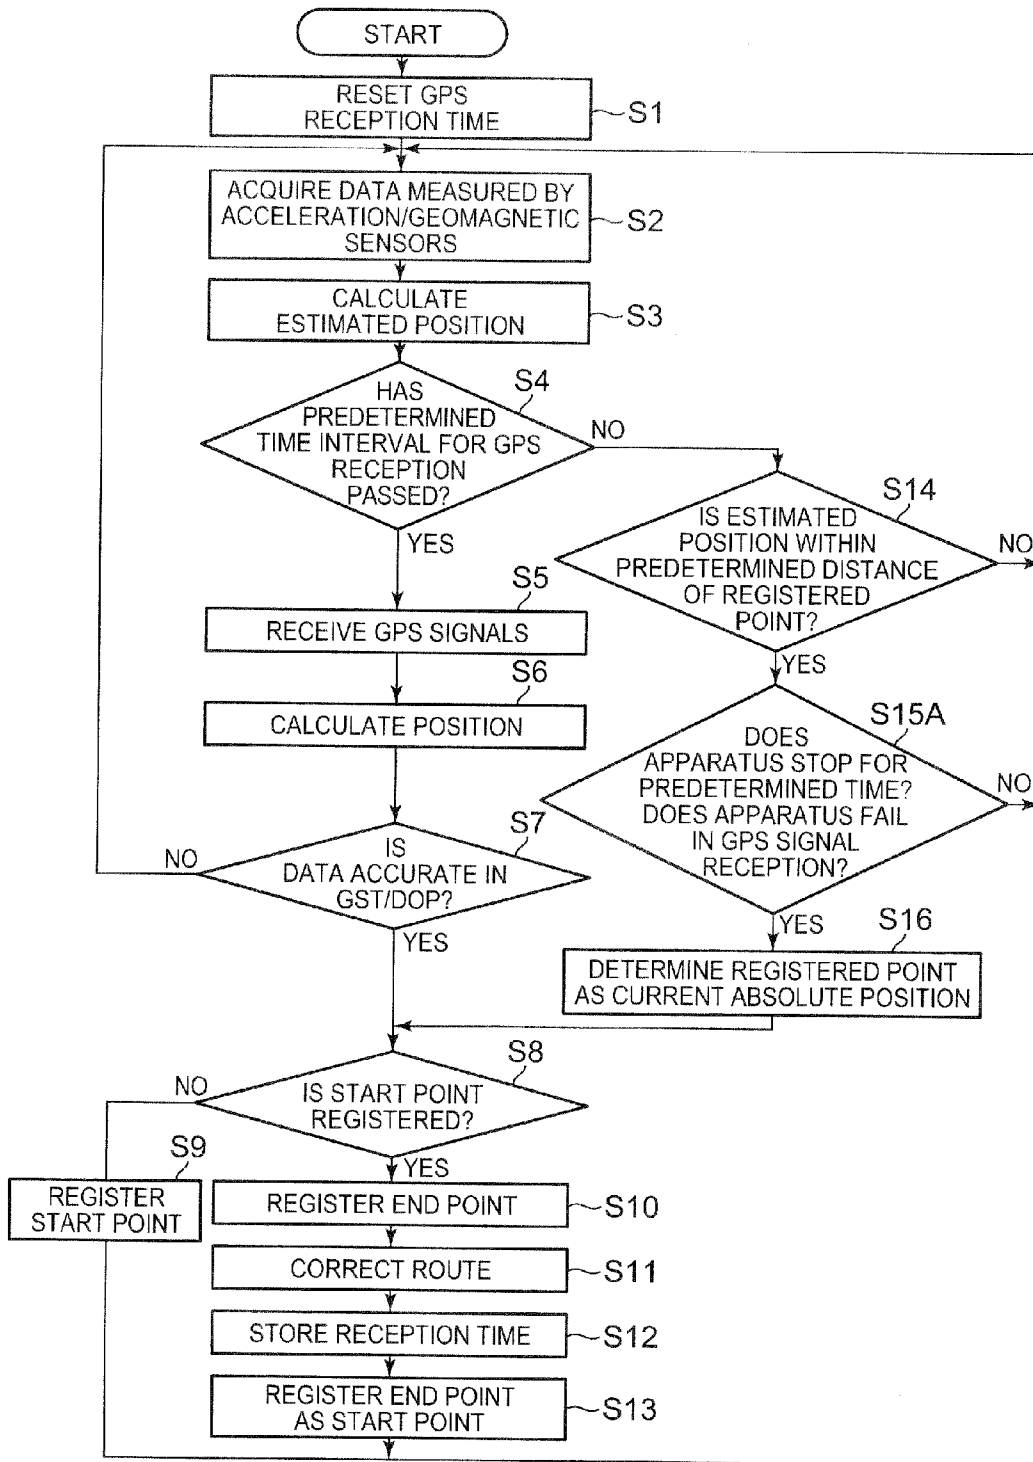 START
RESET GPS
RECEPTION TIME
S1
ACQUIRE DATA MEASURED BY
ACCELERATION/GEOMAGNETIC
SENSORS
S2
CALCULATE
ESTIMATED POSITION
S3
HAS
PREDETERMINED
TIME INTERVAL FOR GPS
RECEPTION
PASSED?
S4
NO
YES
S14
IS ESTIMATED
POSITION WITHIN
PREDETERMINED DISTANCE
OF REGISTERED
POINT?
NO
YES
S5
RECEIVE GPS SIGNALS
S6
CALCULATE POSITION
S15A
DOES
APPARATUS STOP FOR
PREDETERMINED TIME?
DOES APPARATUS FAIL
IN GPS SIGNAL
RECEPTION?
NO
YES
S7
IS
DATA ACCURATE IN
GST/DOP?
NO
YES
S16
DETERMINE REGISTERED POINT
AS CURRENT ABSOLUTE POSITION
S8
IS START POINT
REGISTERED?
NO
YES
S9
REGISTER
START POINT
REGISTER END POINT
S10
CORRECT ROUTE
S11
STORE RECEPTION TIME
S12
REGISTER END POINT
AS START POINT
S13